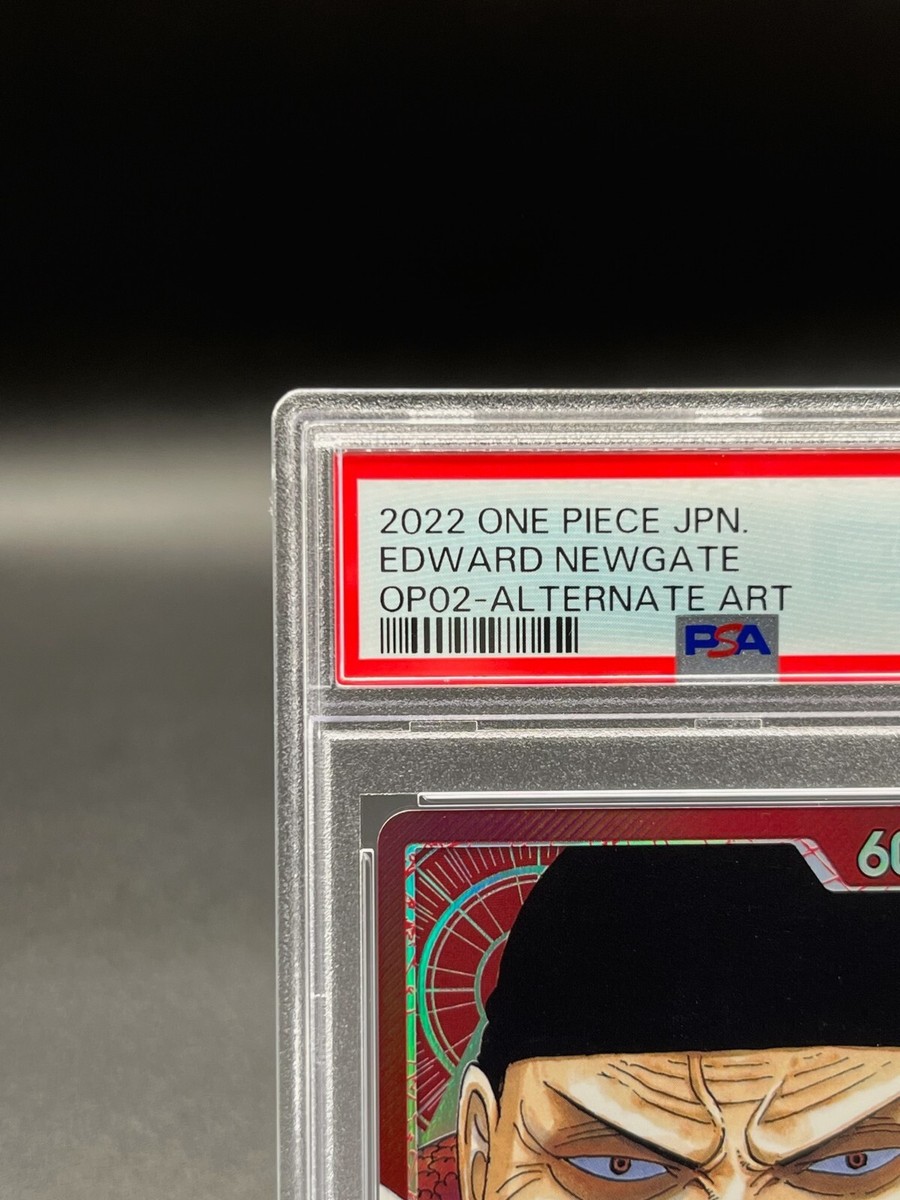 2022 ONE PIECE JPN.
EDWARD NEWGATE
OP02-ALTERNATE ART
PSA